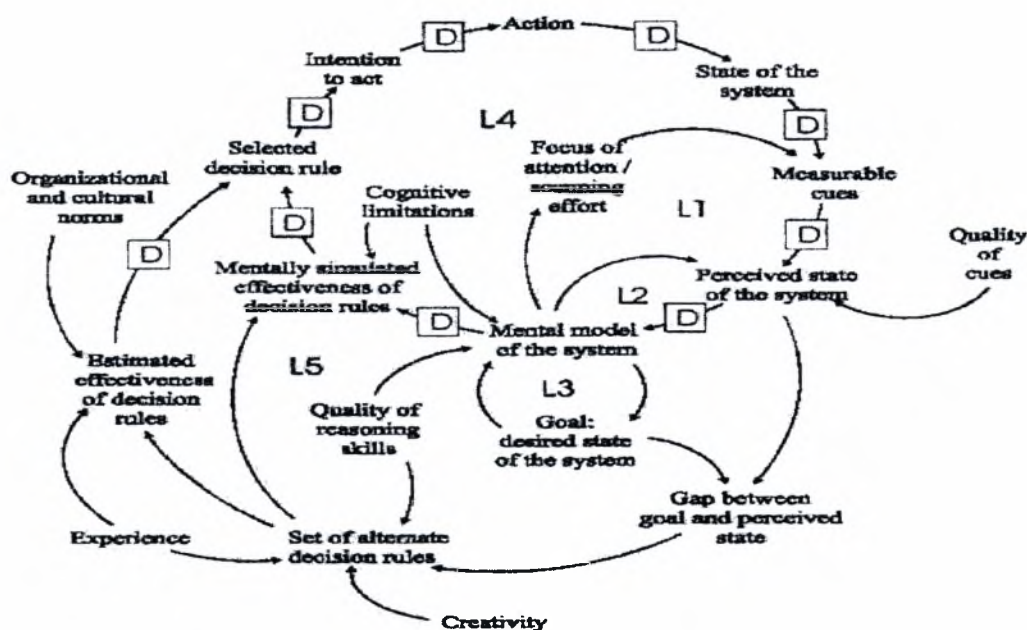 D
Action
D
Intention
to act
State of the
system
D
D
L4
Selected
decision rule
Focus of
attention /
scanning
effort
Measurable
cues
Organizational
and cultural
norms
Cognitive
limitations
D
L1
D
D
Quality
of
cues
Mentally simulated
effectiveness of
decision rules
Perceived state
of the system
L2
D
D
Mental model
of the system
Estimated
effectiveness
of decision
rules
L5
L3
Quality of
reasoning
skills
Goal:
desired state
of the system
Gap between
goal and perceived
state
Experience
Set of alternate
decision rules
Creativity